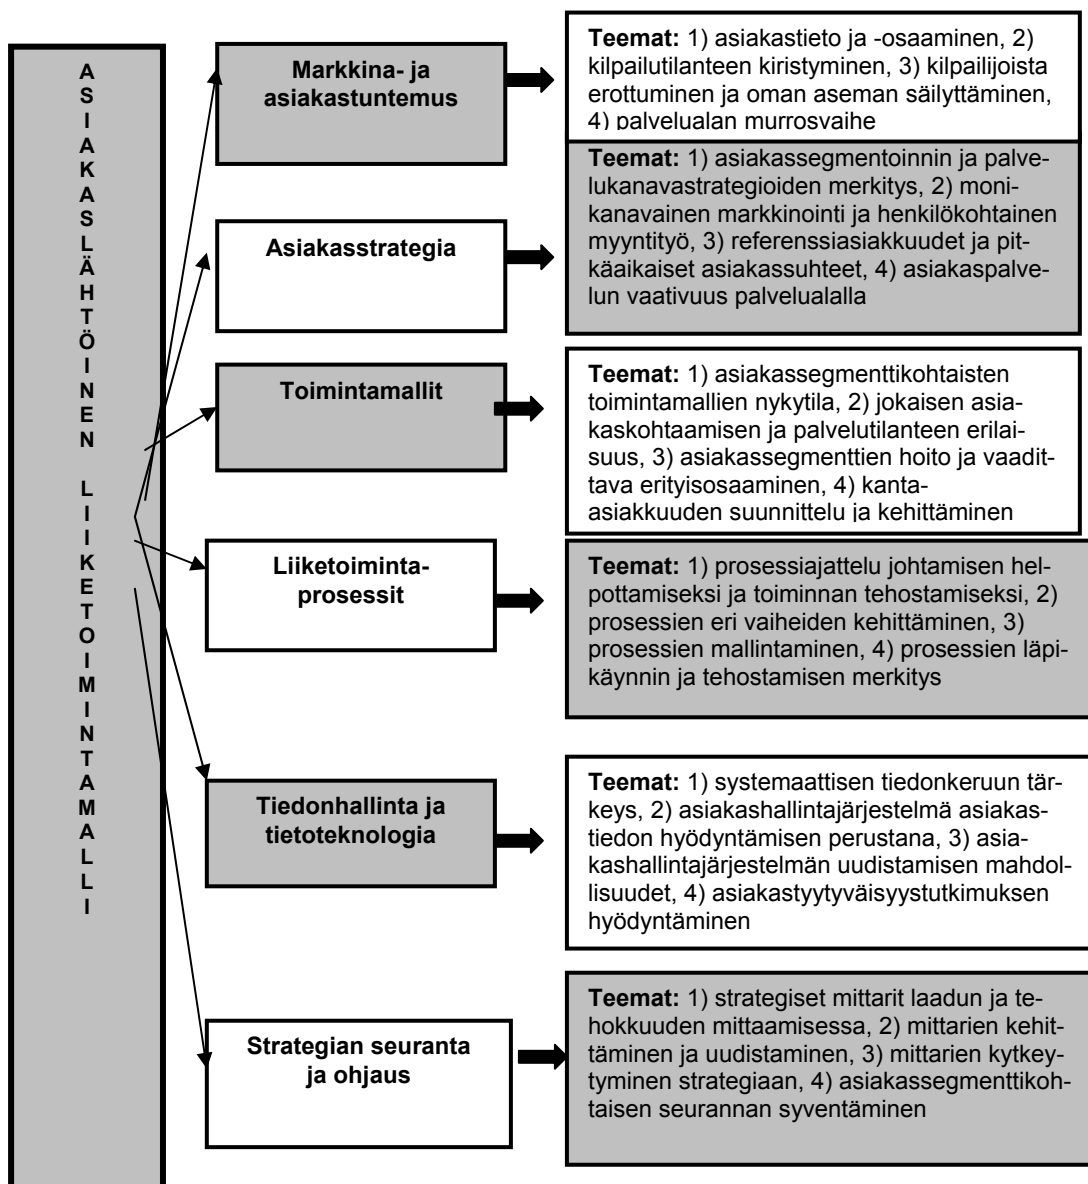 ASIAKASLÄHTÖINEN LIIKETOIMINTAMALLI
Markkina- ja
asiakastuntemus
Teemat: 1) asiakastieto ja -osaaminen, 2)
kilpailutilanteen kiristyminen, 3) kilpailijoista
erottuminen ja oman aseman säilyttäminen,
4) palvelualan murrosvaihe
Asiakasstrategia
Teemat: 1) asiakassegmentoinnin ja palve-
lukanavastrategioiden merkitys, 2) moni-
kanavainen markkinointi ja henkilökohtainen
myyntityö, 3) referenssiasiakkuudet ja pit-
käaikaiset asiakassuhteet, 4) asiakaspalve-
lun vaativuus palvelualalla
Toimintamallit
Teemat: 1) asiakassegmenttikohtaisten
toimintamallien nykytila, 2) jokaisen asia-
kaskohtaamisen ja palvelutilanteen erilai-
suus, 3) asiakassegmenttien hoito ja vaadit-
tava erityisosaaminen, 4) kanta-
asiakkuuden suunnittelu ja kehittäminen
Liiketoiminta-
prosessit
Teemat: 1) prosessiajattelu johtamisen hel-
pottamiseksi ja toiminnan tehostamiseksi, 2)
prosessien eri vaiheiden kehittäminen, 3)
prosessien mallintaminen, 4) prosessien läpi-
käynnin ja tehostamisen merkitys
Tiedonhallinta ja
tietoteknologia
Teemat: 1) systemaattisen tiedonkeruun tär-
keys, 2) asiakashallintajärjestelmä asiakas-
tiedon hyödyntämisen perustana, 3) asia-
kashallintajärjestelmän uudistamisen mahdol-
lisuudet, 4) asiakastyytyväisyystutkimuksen
hyödyntäminen
Strategian seuranta
ja ohjaus
Teemat: 1) strategiset mittarit laadun ja te-
hokkuuden mittaamisessa, 2) mittarien kehit-
täminen ja uudistaminen, 3) mittarien kytkey-
tyminen strategiaan, 4) asiakassegmenttikoh-
taisen seurannan syventäminen